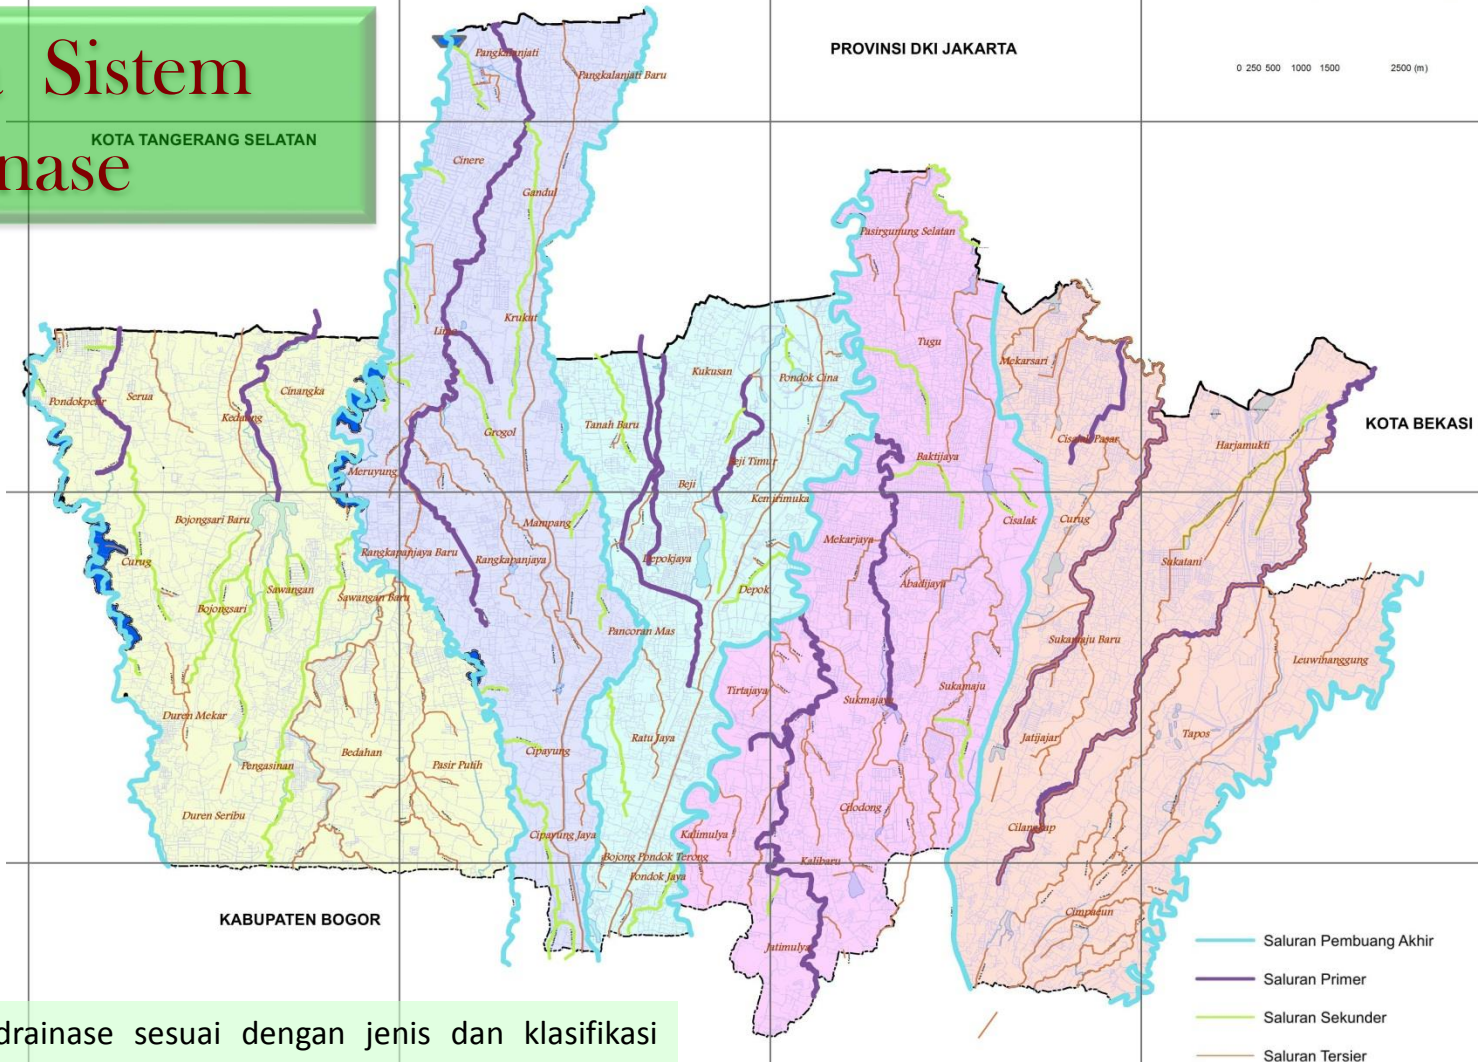 Sistem
KOTA TANGERANG SELATAN
nase
PROVINSI DKI JAKARTA
0 250 500 1000 1500 2500 (m)
KOTA BEKASI
KABUPATEN BOGOR
Pangkalanjati
Pangkalanjati Baru
Cinere
Gandul
Pasirgunung Selatan
Krukut
Limo
Tugu
Mekarsari
Pondokpetir
Serua
Kedaung
Cinangka
Kukusan
Pondok Cina
Grogol
Tanah Baru
Cisalak Pasar
Harjamukti
Meruyung
Beji Timur
Baktijaya
Beji
Kemirimuka
Bojongsari Baru
Mampang
Cisalak
Curug
Mekarjaya
Curug
Rangkapanjaya Baru
Rangkapanjaya
Depokjaya
Sukatani
Sawangan
Sawangan Baru
Depok
Abadijaya
Bojongsari
Pancoran Mas
Sukamaju Baru
Leuwinanggung
Tirtajaya
Sukmajaya
Sukamaju
Duren Mekar
Ratu Jaya
Jatijajar
Tapos
Bedahan
Cipayung
Pengasinan
Pasir Putih
Duren Seribu
Cilodong
Cilangkap
Cipayung Jaya
Kalimulya
Bojong Pondok Terong
Kalibaru
Pondok Jaya
Cimpaeun
Jatimulya
Saluran Pembuang Akhir
Saluran Primer
Saluran Sekunder
Saluran Tersier
drainase sesuai dengan jenis dan klasifikasi